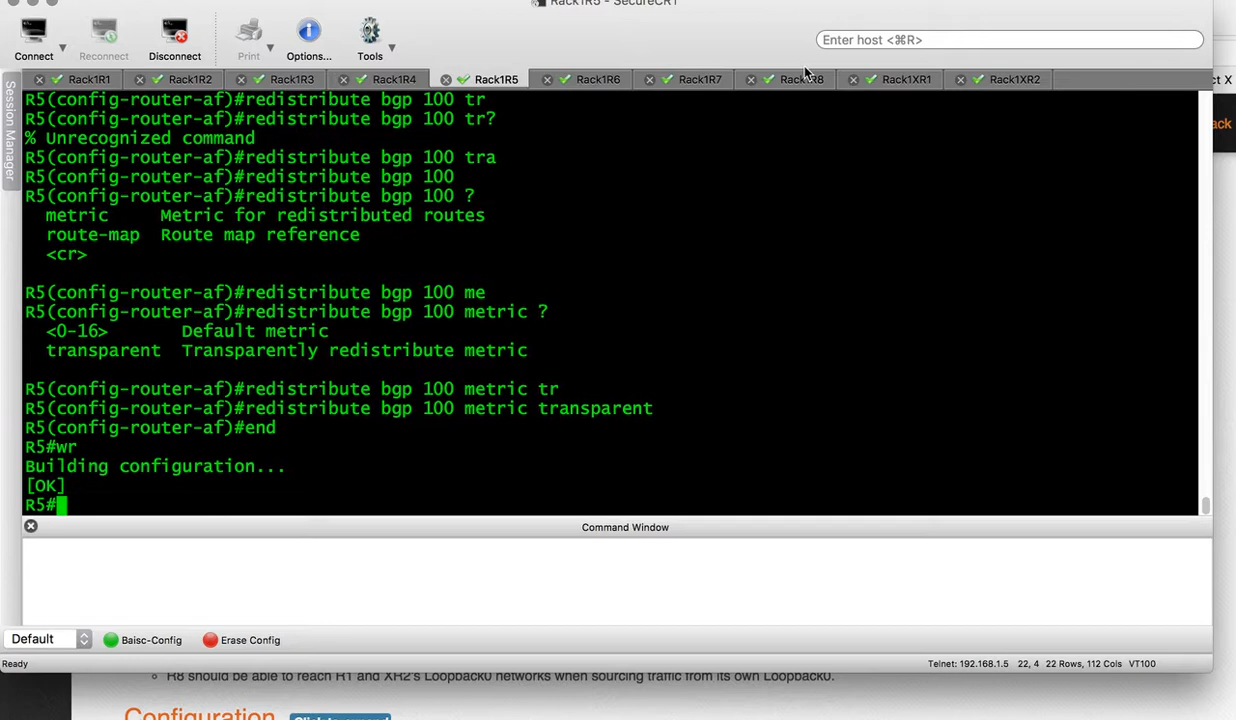 Rack1R5 - SecureCRT
Connect
Reconnect
Disconnect
Print
Options...
Tools
Enter host <⌘R>
Rack1R1
Rack1R2
Rack1R3
Rack1R4
Rack1R5
Rack1R6
Rack1R7
Rack1R8
Rack1XR1
Rack1XR2
Session Manager
R5(config-router-af)#redistribute bgp 100 tr
R5(config-router-af)#redistribute bgp 100 tr?
% Unrecognized command
R5(config-router-af)#redistribute bgp 100 tra
R5(config-router-af)#redistribute bgp 100
R5(config-router-af)#redistribute bgp 100 ?
metric Metric for redistributed routes
route-map Route map reference
<cr>
R5(config-router-af)#redistribute bgp 100 me
R5(config-router-af)#redistribute bgp 100 metric ?
<0-16> Default metric
transparent Transparently redistribute metric
R5(config-router-af)#redistribute bgp 100 metric tr
R5(config-router-af)#redistribute bgp 100 metric transparent
R5(config-router-af)#end
R5#wr
Building configuration...
[OK]
R5#
Command Window
Default
Baisc-Config
Erase Config
Ready
Telnet: 192.168.1.5 22, 4 22 Rows, 112 Cols VT100
R8 should be able to reach R1 and XR2's Loopback0 networks when sourcing traffic from its own Loopback0.
Configuration